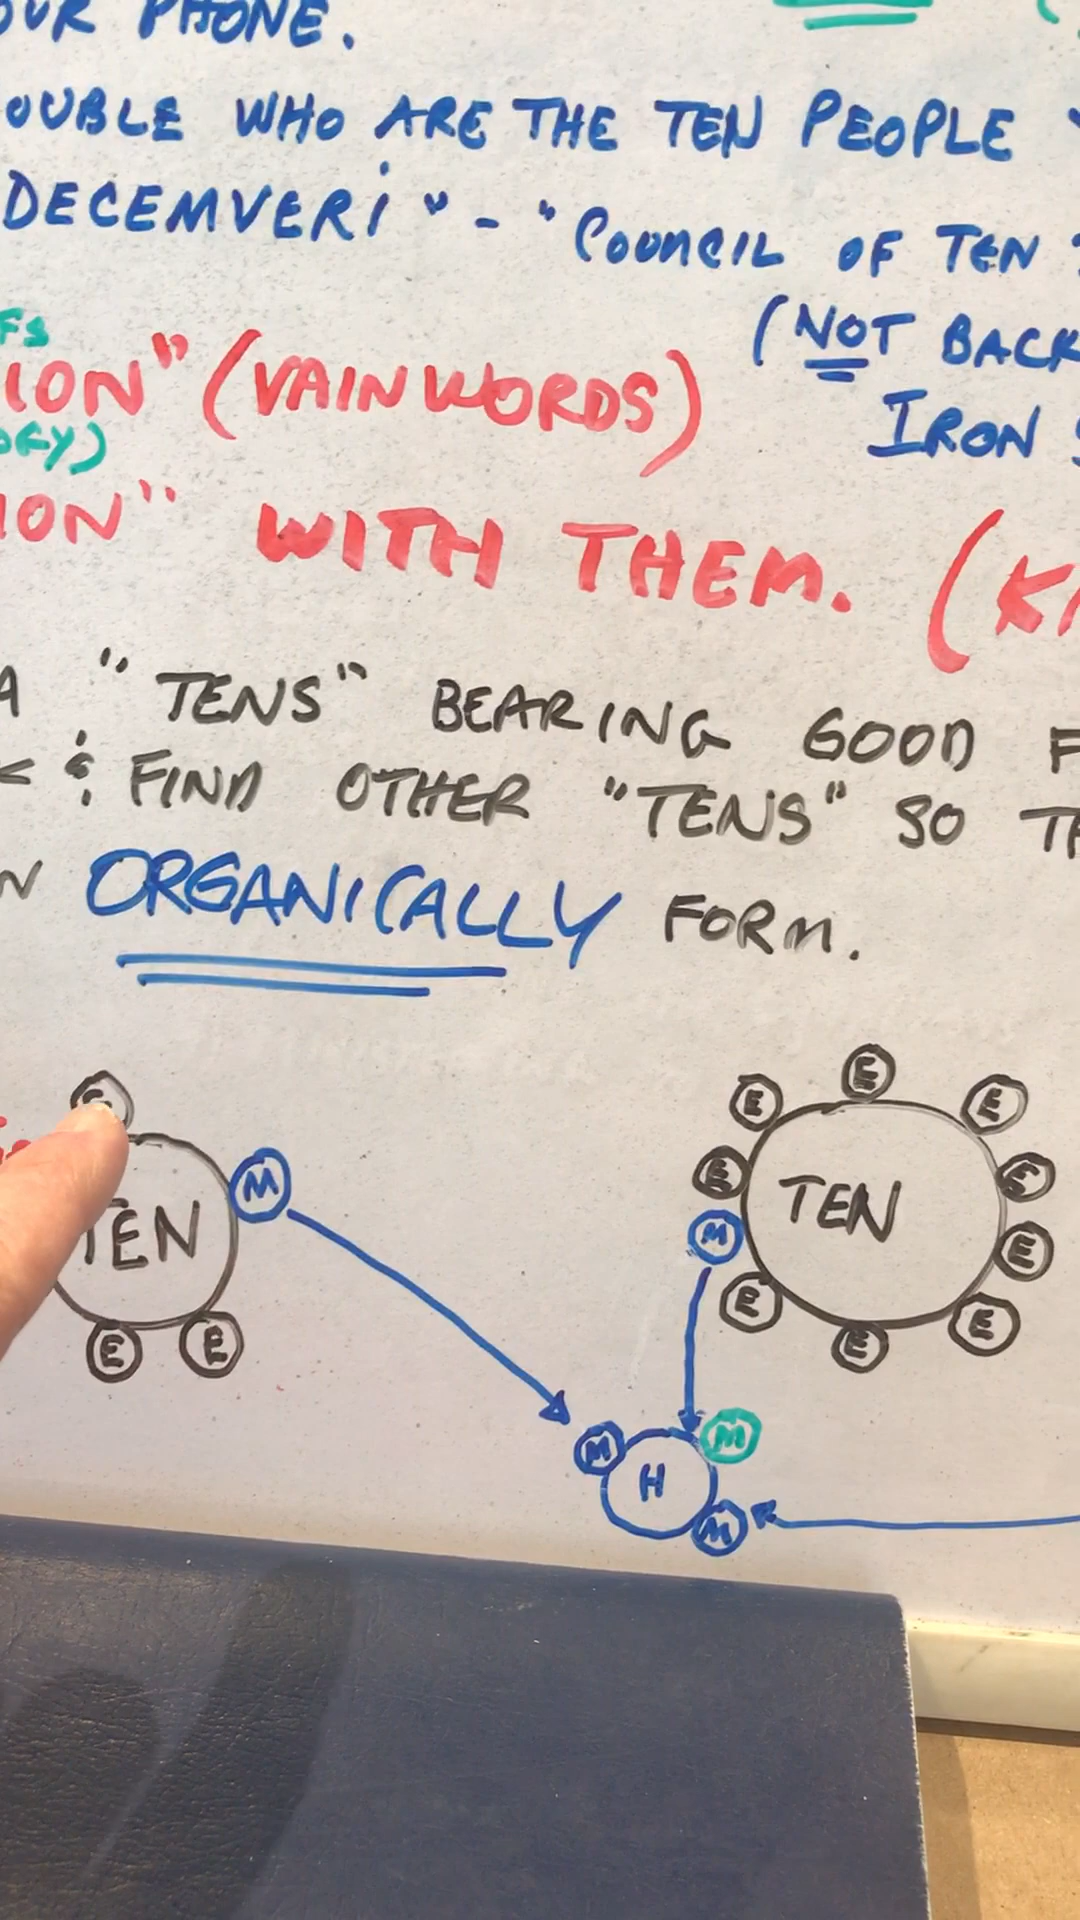 OUR PHONE.
OUBLE WHO ARE THE TEN PEOPLE
DECEMVERi" - "COUNCIL OF TEN
(NOT BACK
FS
ION" (VAIN WORDS)
IRON
ION" WITH THEM.
A "TENS" BEARING GOOD F
& FIND OTHER "TENS" SO TH
N ORGANICALLY FORM.
E
E E
E E
M TEN E
M E
TEN E E
E E E
M M
H
M